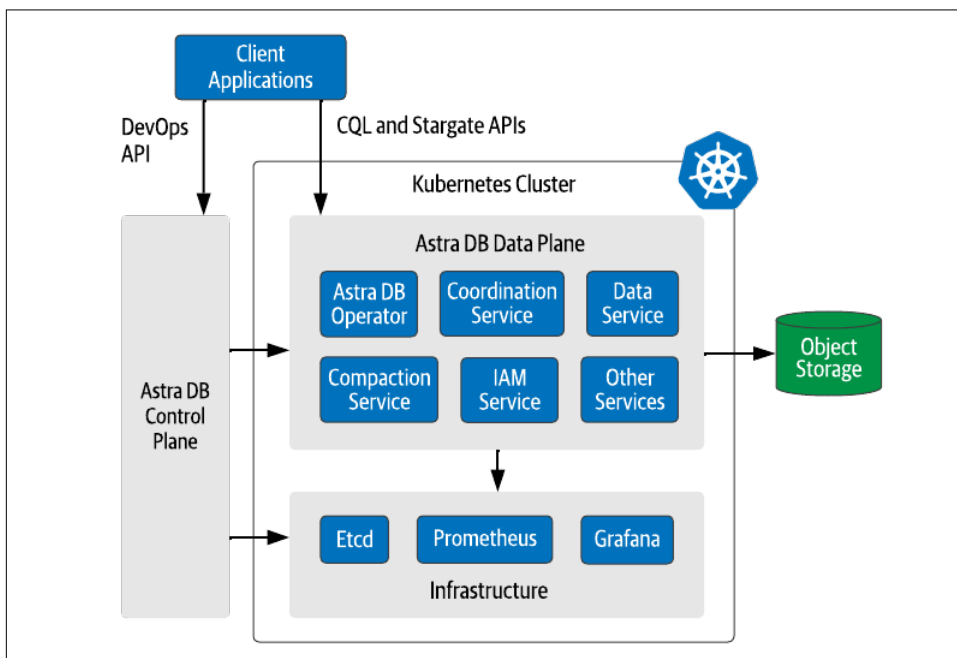 Client
Applications
DevOps
API
CQL and Stargate APIs
Kubernetes Cluster
Astra DB Data Plane
Astra DB
Operator
Coordination
Service
Data
Service
Compaction
Service
IAM
Service
Other
Services
Object
Storage
Astra DB
Control
Plane
Etcd
Prometheus
Grafana
Infrastructure